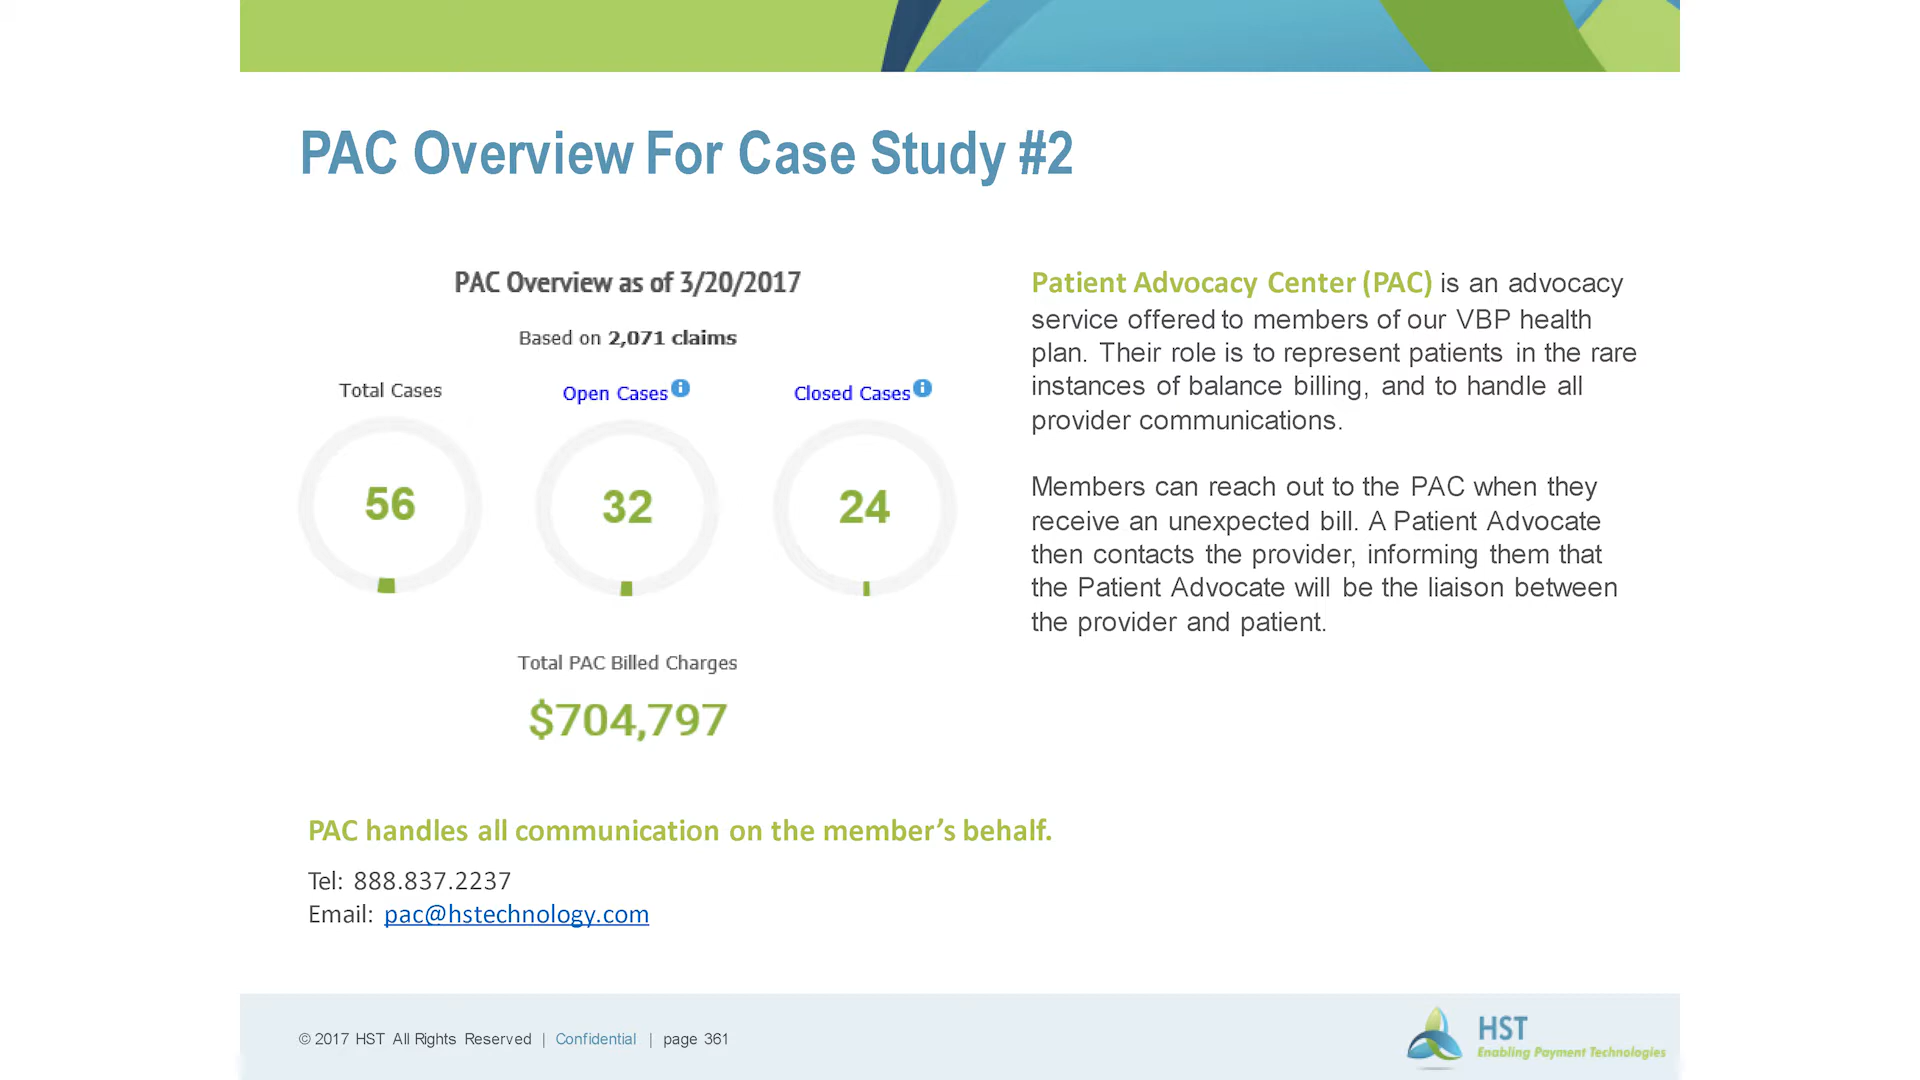 PAC Overview For Case Study #2
PAC Overview as of 3/20/2017
Based on 2,071 claims
Total Cases
Open Cases
Closed Cases
56
32
24
Total PAC Billed Charges
$704,797
Patient Advocacy Center (PAC) is an advocacy
service offered to members of our VBP health
plan. Their role is to represent patients in the rare
instances of balance billing, and to handle all
provider communications.
Members can reach out to the PAC when they
receive an unexpected bill. A Patient Advocate
then contacts the provider, informing them that
the Patient Advocate will be the liaison between
the provider and patient.
PAC handles all communication on the member’s behalf.
Tel: 888.837.2237
Email: pac@hstechnology.com
© 2017 HST All Rights Reserved | Confidential | page 361
HST
Enabling Payment Technologies